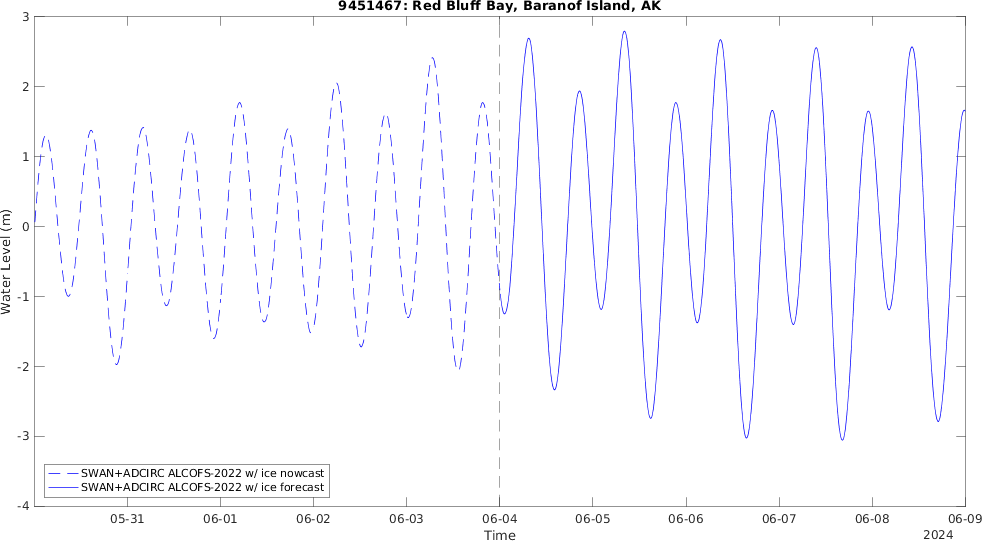 9451467: Red Bluff Bay, Baranof Island, AK
3
2
1
0
-1
-2
-3
-4
Water Level (m)
SWAN+ADCIRC ALCOFS-2022 w/ ice nowcast
SWAN+ADCIRC ALCOFS-2022 w/ ice forecast
05-31 06-01 06-02 06-03 06-04 06-05 06-06 06-07 06-08 06-09
Time
2024